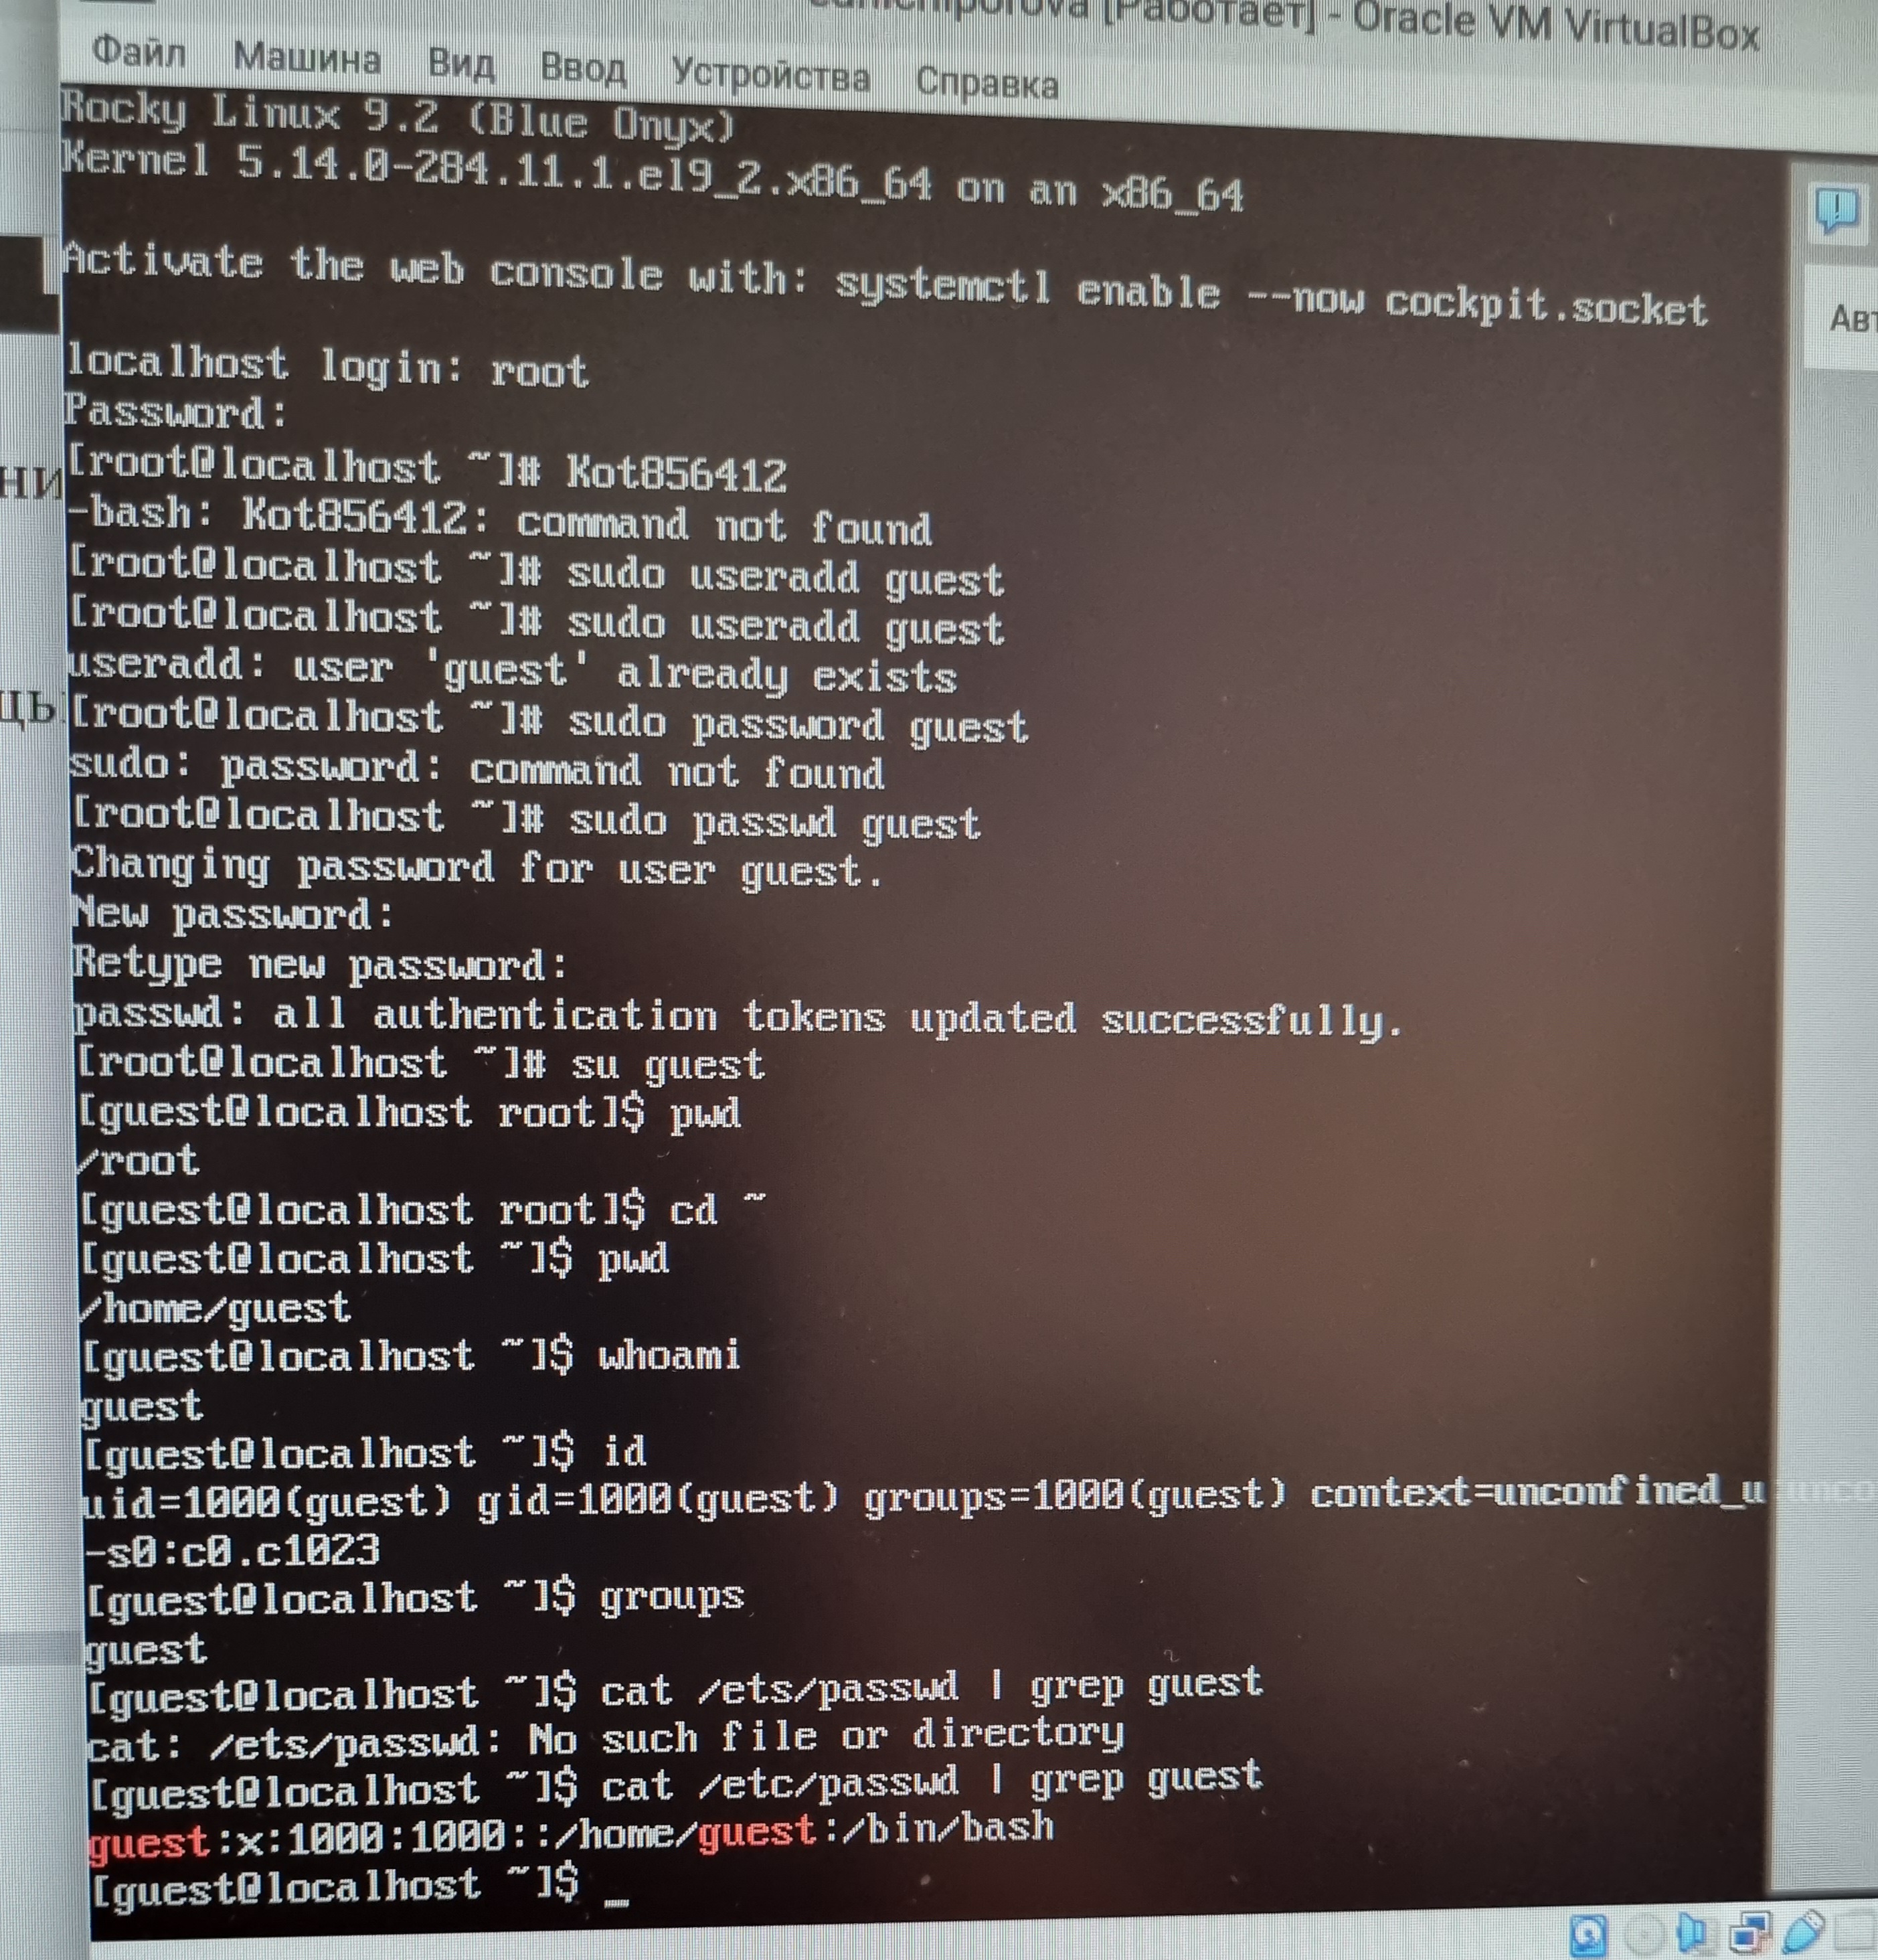 [Работает] - Oracle VM VirtualBox
Файл Машина Вид Ввод Устройства Справка
Rocky Linux 9.2 (Blue Onyx)
Kernel 5.14.0-284.11.1.el9_2.x86_64 on an x86_64
Activate the web console with: systemctl enable --now cockpit.socket
localhost login: root
Password:
[root@localhost ~]# Kot856412
-bash: Kot856412: command not found
[root@localhost ~]# sudo useradd guest
[root@localhost ~]# sudo useradd guest
useradd: user 'guest' already exists
[root@localhost ~]# sudo password guest
sudo: password: command not found
[root@localhost ~]# sudo passwd guest
Changing password for user guest.
New password:
Retype new password:
passwd: all authentication tokens updated successfully.
[root@localhost ~]# su guest
[guest@localhost root]$ pwd
/root
[guest@localhost root]$ cd ~
[guest@localhost ~]$ pwd
/home/guest
[guest@localhost ~]$ whoami
guest
[guest@localhost ~]$ id
uid=1000(guest) gid=1000(guest) groups=1000(guest) context=unconfined_u
-s0:c0.c1023
[guest@localhost ~]$ groups
guest
[guest@localhost ~]$ cat /ets/passwd | grep guest
cat: /ets/passwd: No such file or directory
[guest@localhost ~]$ cat /etc/passwd | grep guest
guest:x:1000:1000::/home/guest:/bin/bash
[guest@localhost ~]$ _